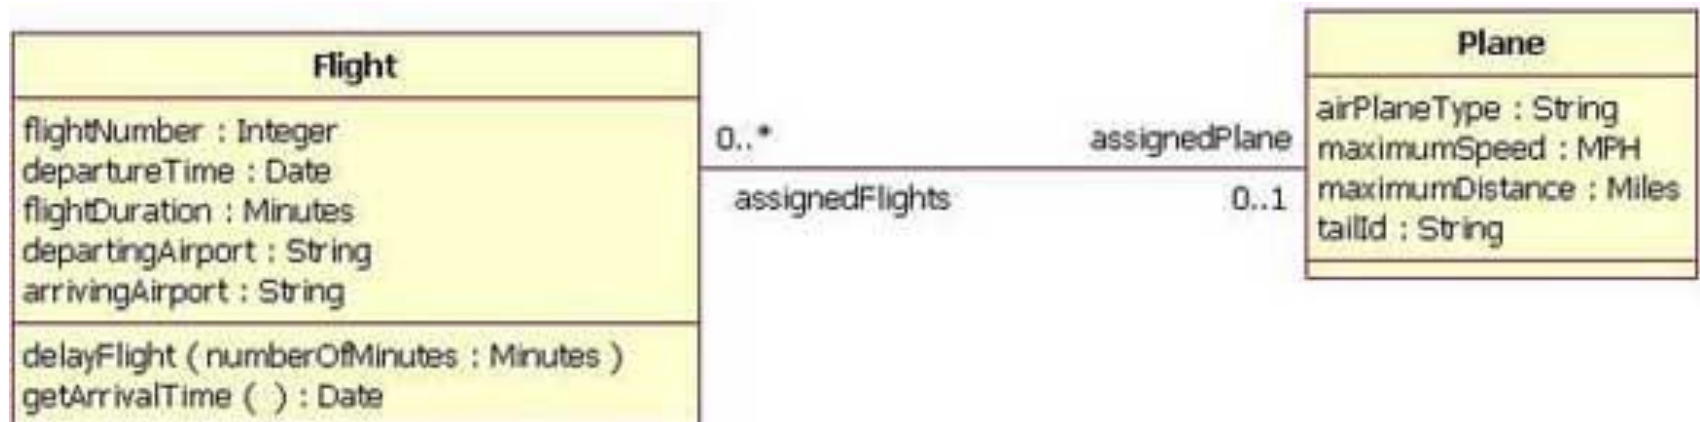 Flight
flightNumber : Integer
departureTime : Date
flightDuration : Minutes
departingAirport : String
arrivingAirport : String
delayFlight ( numberOfMinutes : Minutes )
getArrivalTime ( ) : Date
0..*
assignedPlane
assignedFlights
0..1
Plane
airPlaneType : String
maximumSpeed : MPH
maximumDistance : Miles
tailId : String